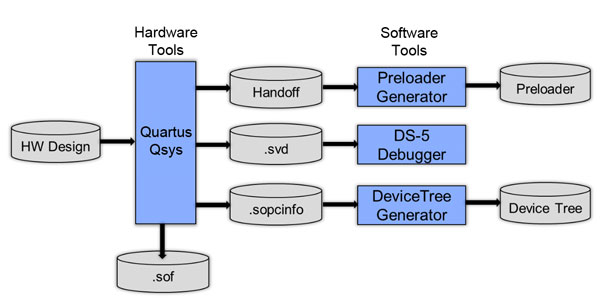 Hardware
Tools
Software
Tools
HW Design
Quartus
Qsys
Handoff
Preloader
Generator
Preloader
.svd
DS-5
Debugger
.sopcinfo
DeviceTree
Generator
Device Tree
.sof